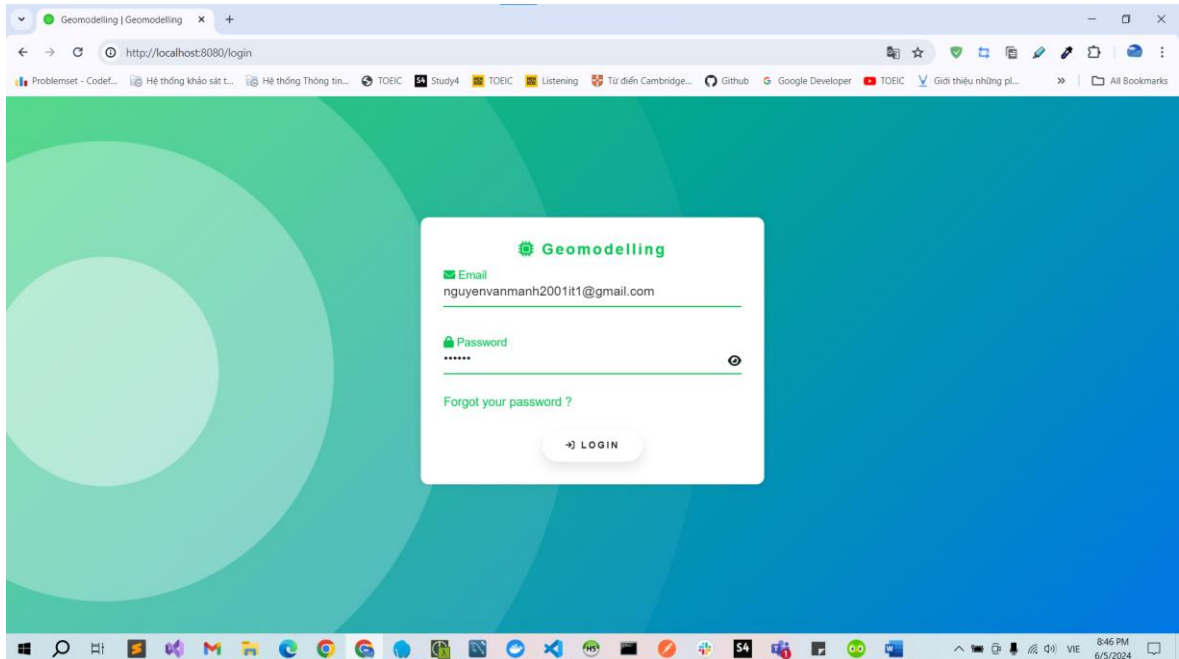 Geomodelling | Geomodelling
http://localhost:8080/login
Problemset - Codef... Hệ thống khảo sát t... Hệ thống Thông tin... TOEIC Study4 TOEIC Listening Từ điển Cambridge... Github Google Developer TOEIC Giới thiệu những pl... » All Bookmarks
Geomodelling
Email
nguyenvanmanh2001it1@gmail.com
Password
••••••
Forgot your password ?
LOGIN
VIE
8:46 PM
6/5/2024